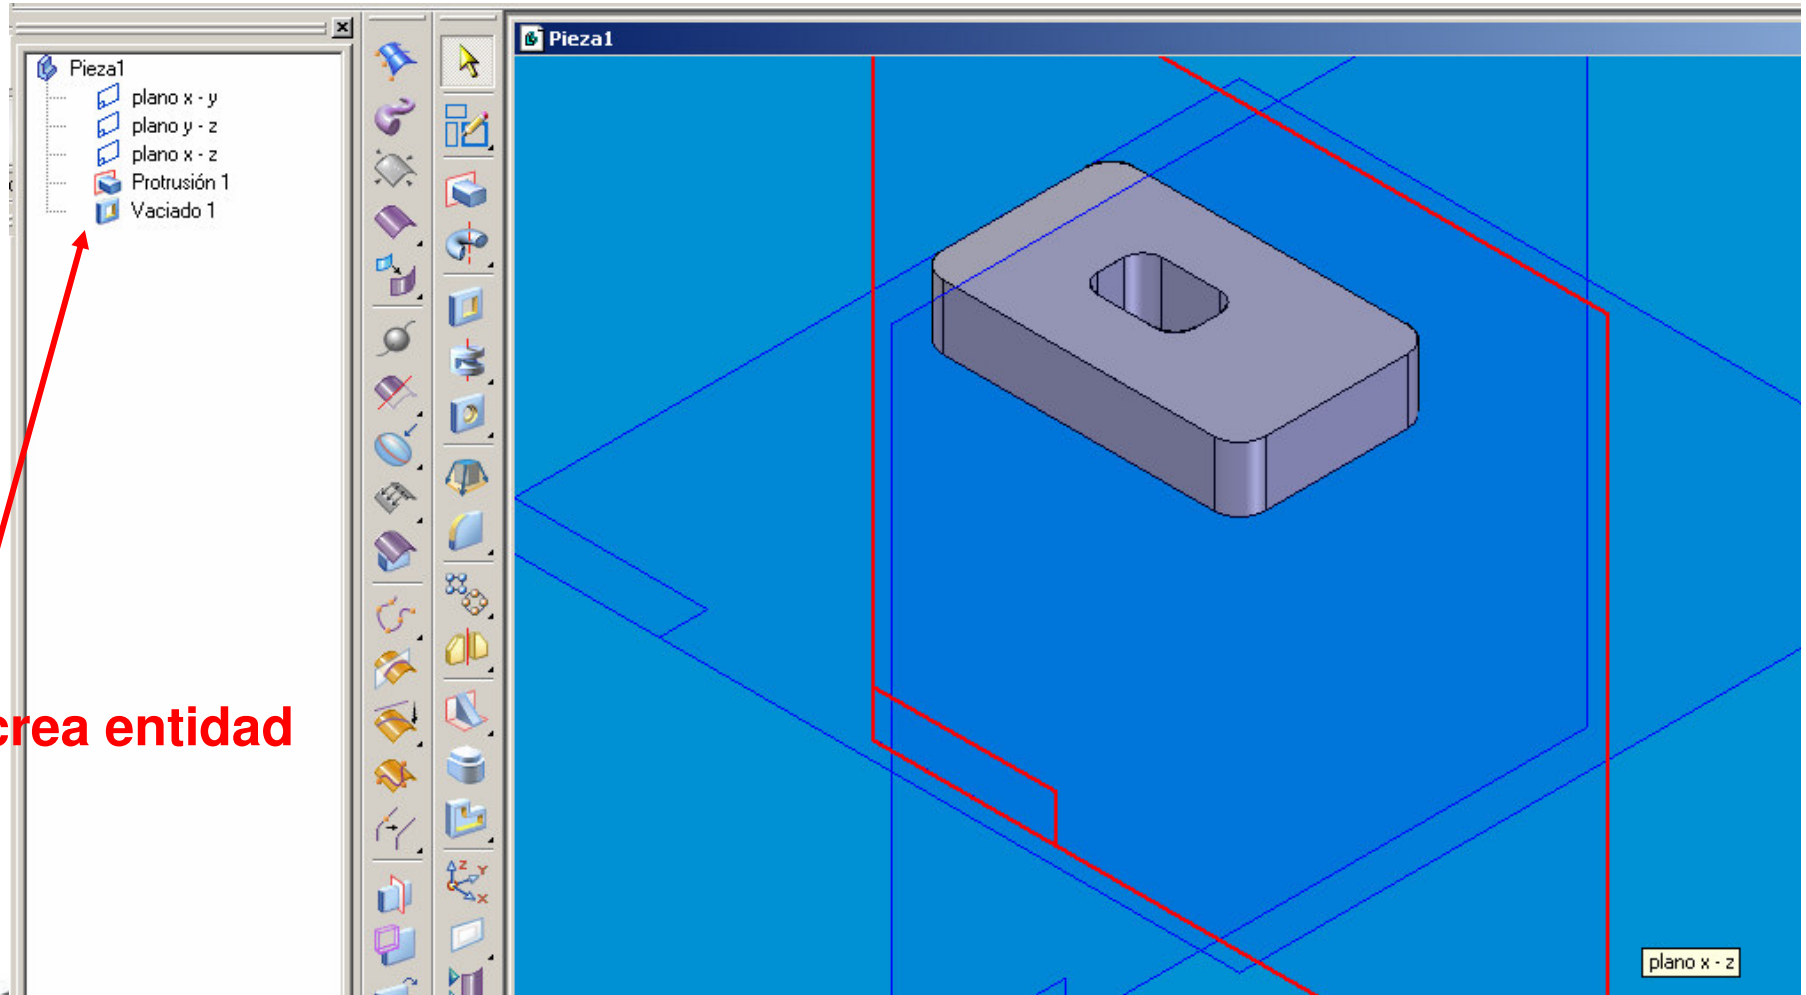 Pieza1
plano x - y
plano y - z
plano x - z
Protrusión 1
Vaciado 1
crea entidad
Pieza1
Z
Y
X
plano x - z